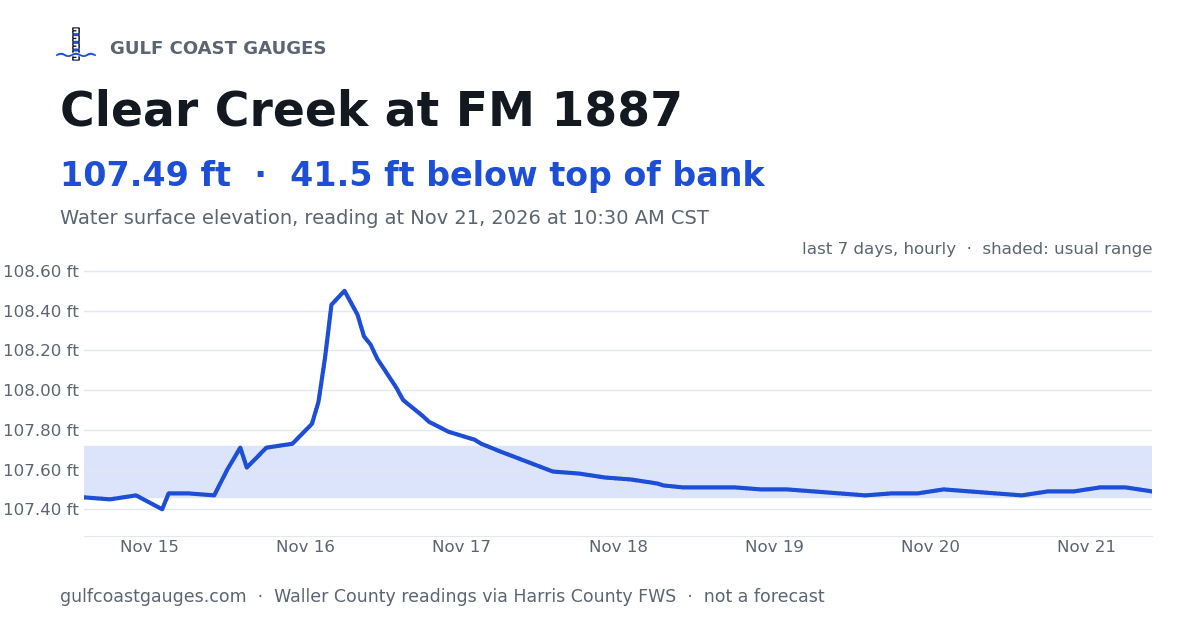 GULF COAST GAUGES
Clear Creek at FM 1887
107.49 ft · 41.5 ft below top of bank
Water surface elevation, reading at Nov 21, 2026 at 10:30 AM CST
last 7 days, hourly · shaded: usual range
108.60 ft
108.40 ft
108.20 ft
108.00 ft
107.80 ft
107.60 ft
107.40 ft
Nov 15 Nov 16 Nov 17 Nov 18 Nov 19 Nov 20 Nov 21
gulfcoastgauges.com · Waller County readings via Harris County FWS · not a forecast